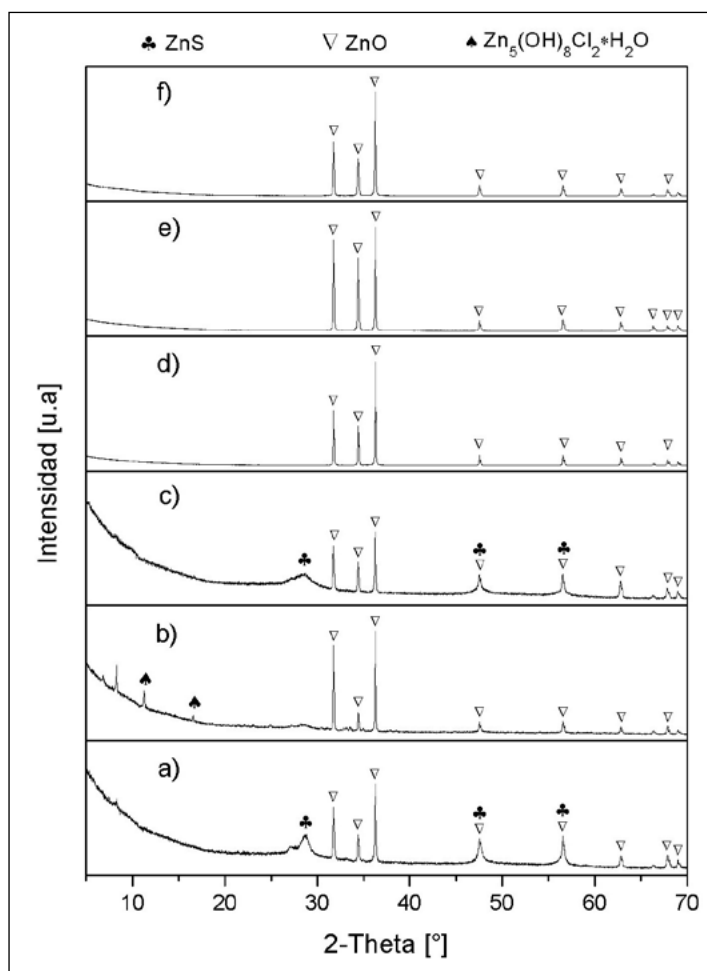 ♣ ZnS ▽ ZnO ♠ Zn5(OH)8Cl2*H2O
f)
e)
d)
c)
b)
a)
Intensidad [u.a]
10 20 30 40 50 60 70
2-Theta [°]